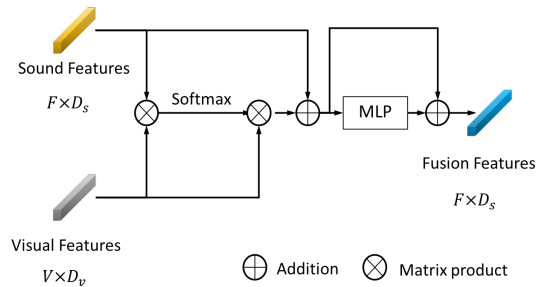 Softmax
MLP
Sound Features
F×D_s
Fusion Features
F×D_s
Visual Features
V×D_v
Addition
Matrix product